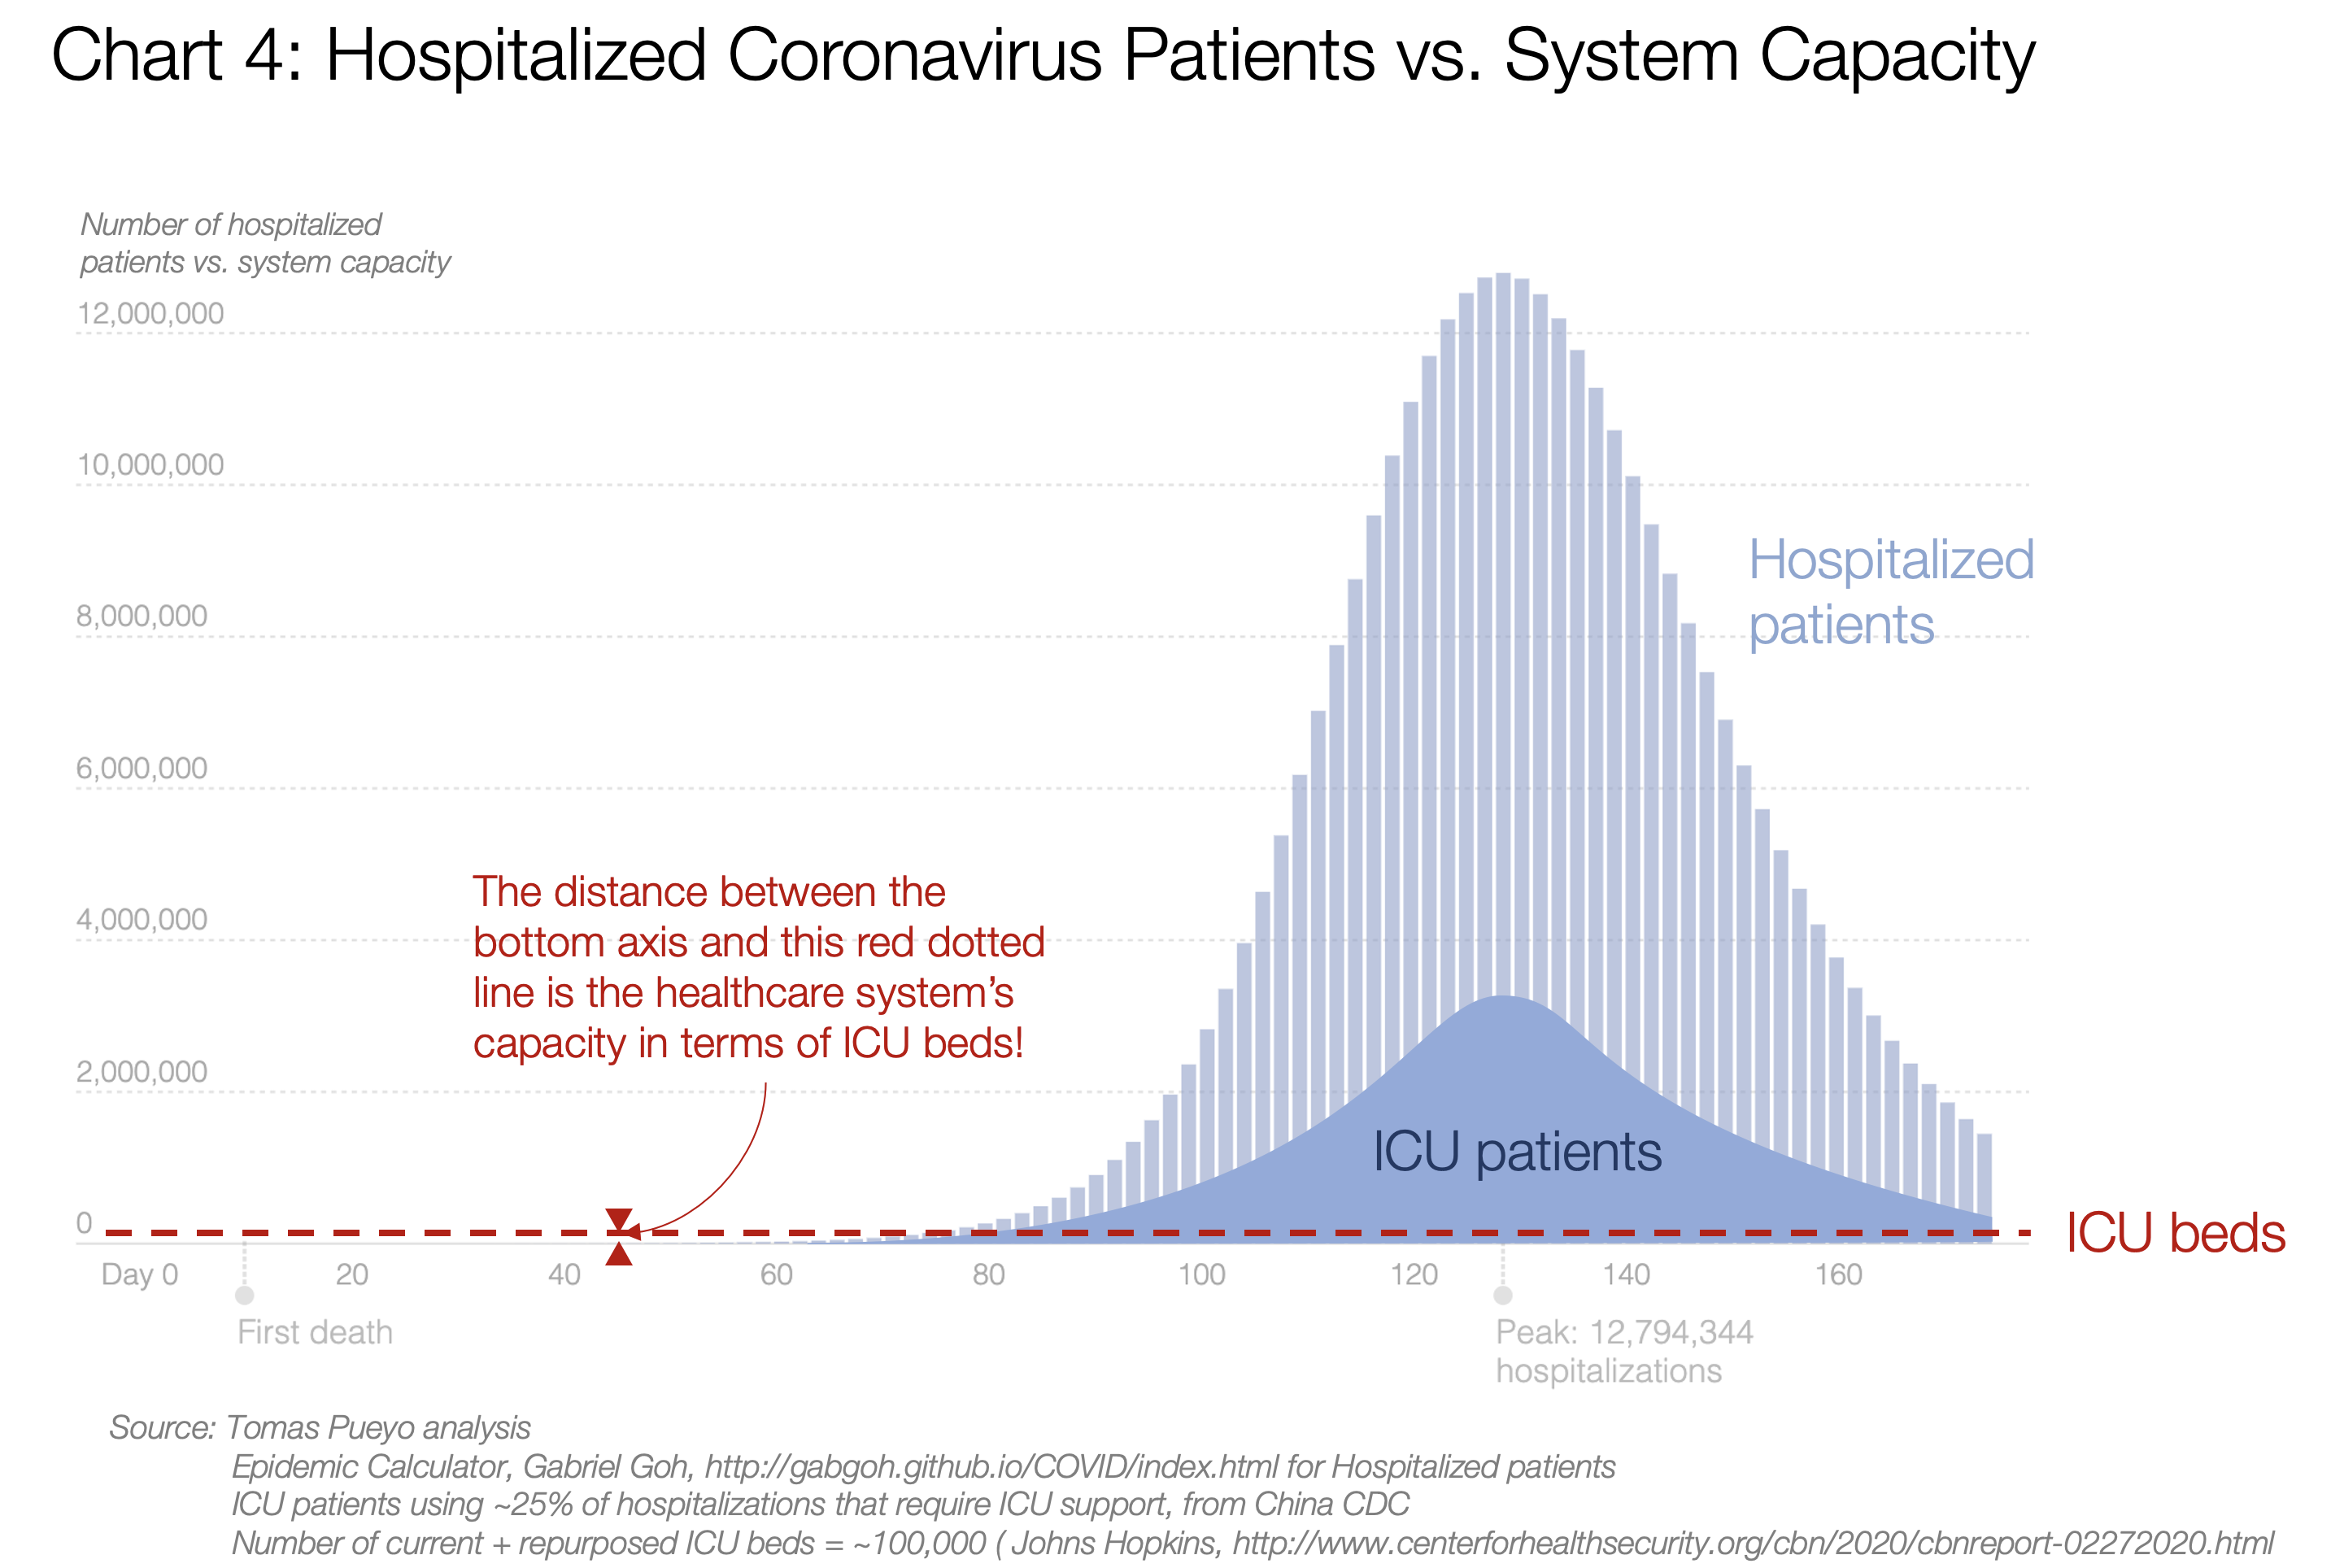 Chart 4: Hospitalized Coronavirus Patients vs. System Capacity
Number of hospitalized
patients vs. system capacity
12,000,000
10,000,000
8,000,000
6,000,000
4,000,000
2,000,000
0
Hospitalized
patients
The distance between the
bottom axis and this red dotted
line is the healthcare system’s
capacity in terms of ICU beds!
ICU patients
ICU beds
Day 0 20 40 60 80 100 120 140 160
First death
Peak: 12,794,344
hospitalizations
Source: Tomas Pueyo analysis
Epidemic Calculator, Gabriel Goh, http://gabgoh.github.io/COVID/index.html for Hospitalized patients
ICU patients using ~25% of hospitalizations that require ICU support, from China CDC
Number of current + repurposed ICU beds = ~100,000 ( Johns Hopkins, http://www.centerforhealthsecurity.org/cbn/2020/cbnreport-02272020.html